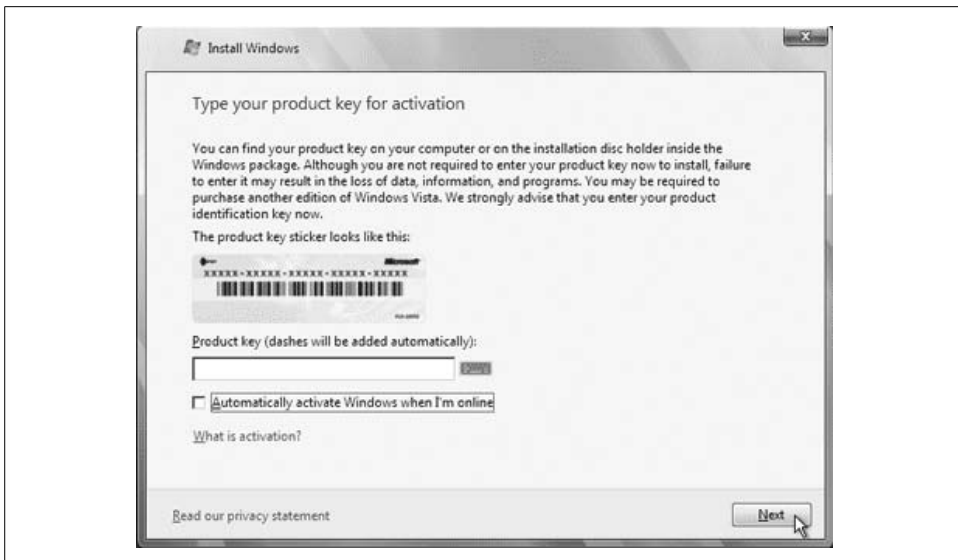 Install Windows
Type your product key for activation
You can find your product key on your computer or on the installation disc holder inside the
Windows package. Although you are not required to enter your product key now to install, failure
to enter it may result in the loss of data, information, and programs. You may be required to
purchase another edition of Windows Vista. We strongly advise that you enter your product
identification key now.
The product key sticker looks like this:
Microsoft
XXXXX-XXXXX-XXXXX-XXXXX-XXXXX
Product key (dashes will be added automatically):
Automatically activate Windows when I'm online
What is activation?
Read our privacy statement
Next